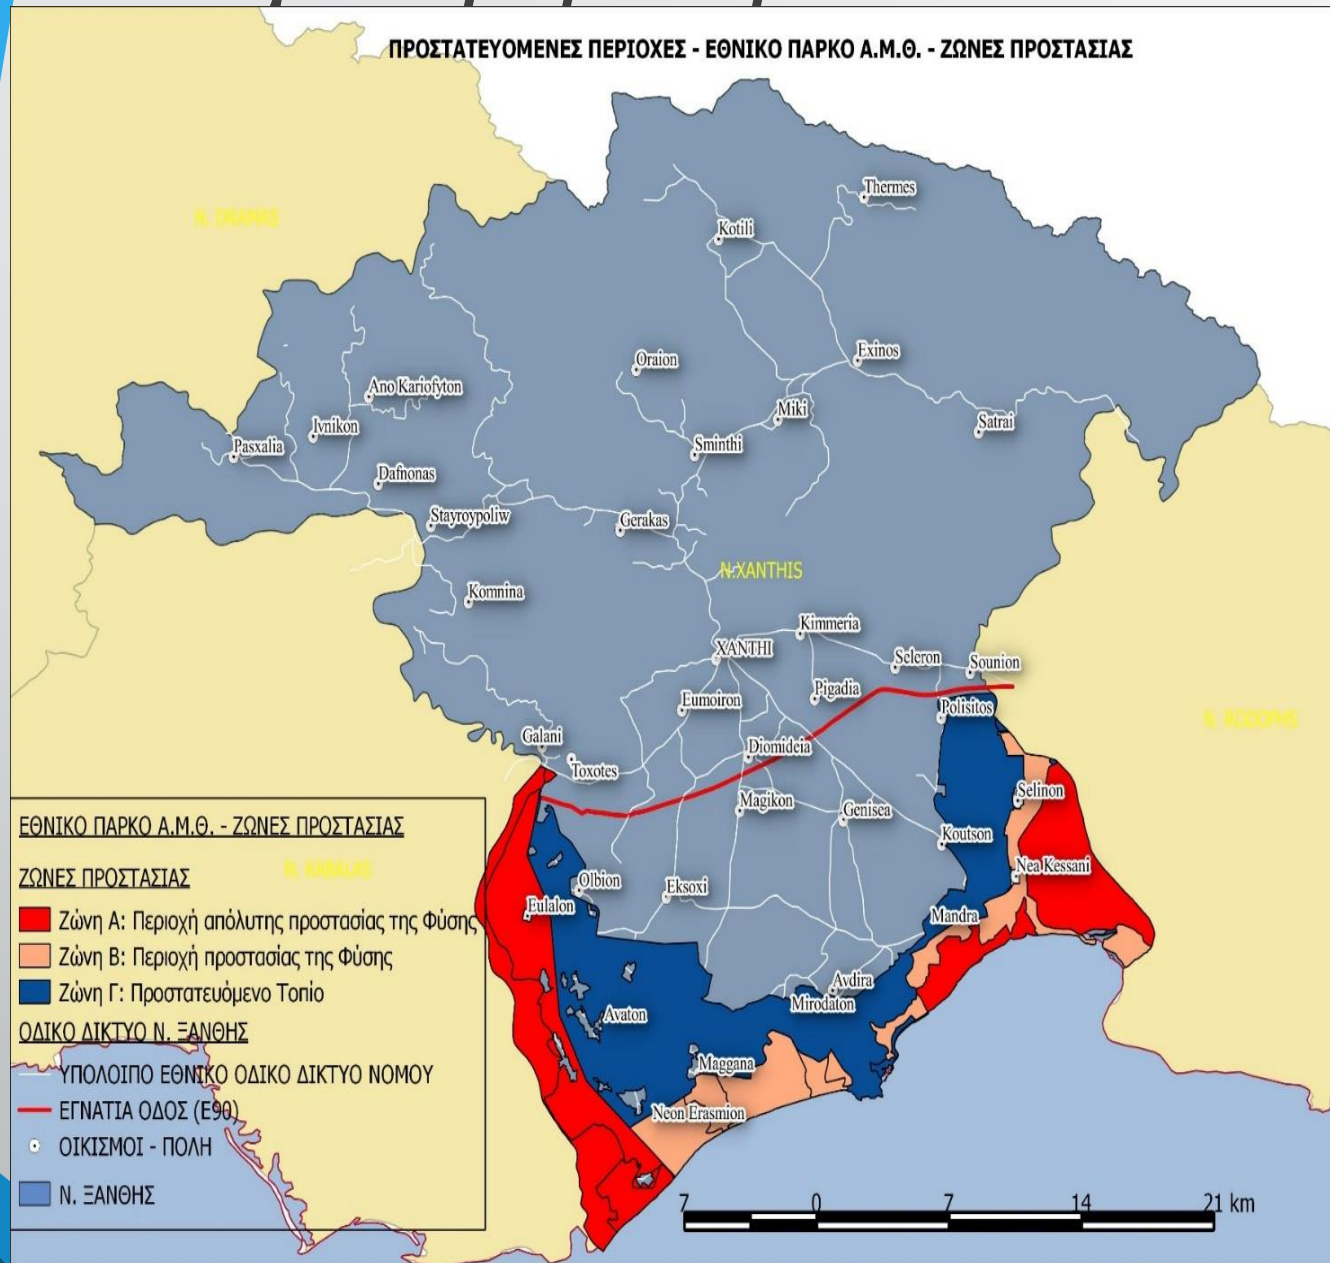 ΠΡΟΣΤΑΤΕΥΟΜΕΝΕΣ ΠΕΡΙΟΧΕΣ - ΕΘΝΙΚΟ ΠΑΡΚΟ Α.Μ.Θ. - ΖΩΝΕΣ ΠΡΟΣΤΑΣΙΑΣ
Thermes
N. DRAMAS
Kotili
Exinos
Oraion
Ano Kariofyton
Miki
Ivnikon
Satrai
Pasxalia
Sminthi
Dafnonas
Stayroypoliw
Gerakas
N.XANTHIS
Komnina
Kimmeria
XANTHI
Seleron
Sounion
Pigadia
Eumoiron
Polisitos
N. RODOPHS
Galani
Diomideia
Toxotes
Selinon
Magikon
Genisea
Koutson
Nea Kessani
Olbion
Eksoxi
Eulalon
Mandra
Avdira
Mirodaton
Avaton
Maggana
Neon Erasmion
ΕΘΝΙΚΟ ΠΑΡΚΟ Α.Μ.Θ. - ΖΩΝΕΣ ΠΡΟΣΤΑΣΙΑΣ
N. KABALAS
ΖΩΝΕΣ ΠΡΟΣΤΑΣΙΑΣ
Ζώνη Α: Περιοχή απόλυτης προστασίας της Φύσης
Ζώνη Β: Περιοχή προστασίας της Φύσης
Ζώνη Γ: Προστατευόμενο Τοπίο
ΟΔΙΚΟ ΔΙΚΤΥΟ Ν. ΞΑΝΘΗΣ
ΥΠΟΛΟΙΠΟ ΕΘΝΙΚΟ ΟΔΙΚΟ ΔΙΚΤΥΟ ΝΟΜΟΥ
ΕΓΝΑΤΙΑ ΟΔΟΣ (Ε90)
ΟΙΚΙΣΜΟΙ - ΠΟΛΗ
Ν. ΞΑΝΘΗΣ
7 0 7 14 21 km